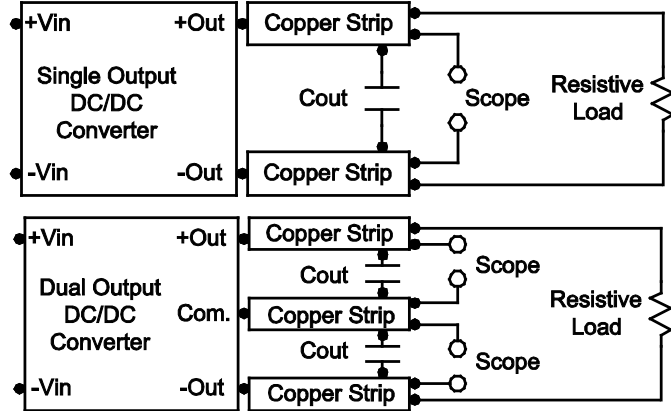 +Vin
+Out
Copper Strip
Single Output
DC/DC
Converter
Cout
Scope
Resistive
Load
-Vin
-Out
Copper Strip
+Vin
+Out
Copper Strip
Cout
Scope
Dual Output
DC/DC
Converter
Com.
Copper Strip
Resistive
Load
Cout
Scope
-Vin
-Out
Copper Strip